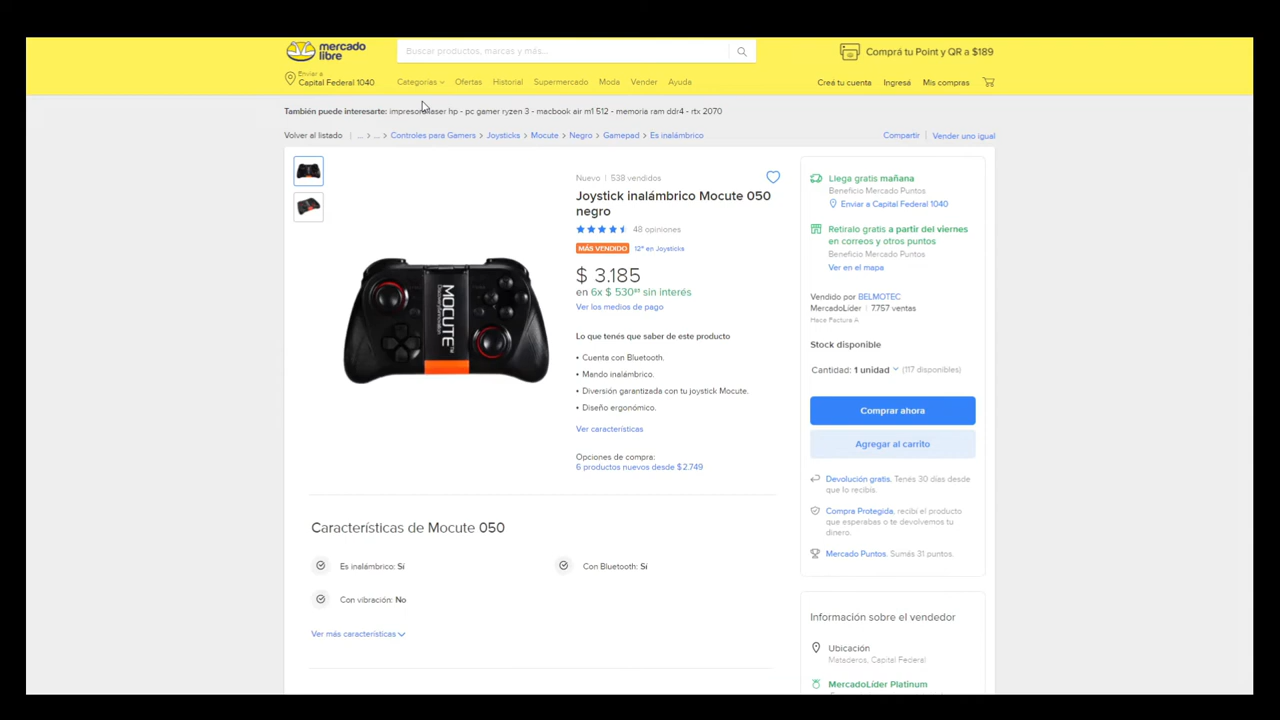 mercado
libre
Buscar productos, marcas y más...
Comprá tu Point y QR a $189
Enviar a
Capital Federal 1040
Categorías Ofertas Historial Supermercado Moda Vender Ayuda
Creá tu cuenta Ingresá Mis compras
También puede interesarte: impresora laser hp - pc gamer ryzen 3 - macbook air m1 512 - memoria ram ddr4 - rtx 2070
Volver al listado | ... > ... > Controles para Gamers > Joysticks > Mocute > Negro > Gamepad > Es inalámbrico
Compartir | Vender uno igual
Nuevo | 538 vendidos
Joystick inalámbrico Mocute 050
negro
48 opiniones
MÁS VENDIDO 12º en Joysticks
$ 3.185
en 6x $ 530⁸³ sin interés
Ver los medios de pago
Lo que tenés que saber de este producto
• Cuenta con Bluetooth.
• Mando inalámbrico.
• Diversión garantizada con tu joystick Mocute.
• Diseño ergonómico.
Ver características
Opciones de compra:
6 productos nuevos desde $2.749
MOCUTE™
Llega gratis mañana
Beneficio Mercado Puntos
Enviar a Capital Federal 1040
Retiralo gratis a partir del viernes
en correos y otros puntos
Beneficio Mercado Puntos
Ver en el mapa
Vendido por BELMOTEC
MercadoLíder | 7757 ventas
Hace Factura A
Stock disponible
Cantidad: 1 unidad (117 disponibles)
Comprar ahora
Agregar al carrito
Devolución gratis. Tenés 30 días desde
que lo recibís.
Compra Protegida, recibí el producto
que esperabas o te devolvemos tu
dinero.
Mercado Puntos. Sumás 31 puntos.
Características de Mocute 050
Es inalámbrico: Sí
Con Bluetooth: Sí
Con vibración: No
Ver más características
Información sobre el vendedor
Ubicación
Mataderos, Capital Federal
MercadoLíder Platinum